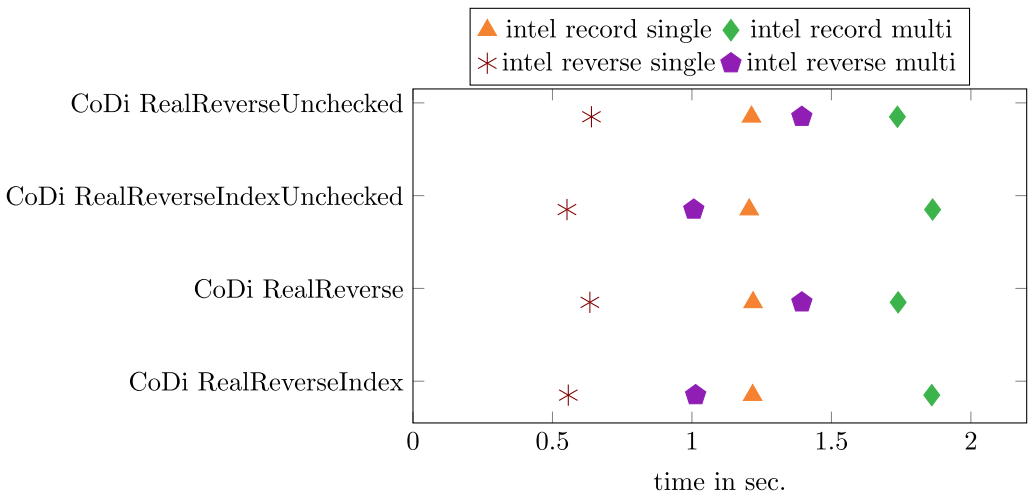 intel record single intel record multi
intel reverse single intel reverse multi
CoDi RealReverseUnchecked
CoDi RealReverseIndexUnchecked
CoDi RealReverse
CoDi RealReverseIndex
0 0.5 1 1.5 2
time in sec.